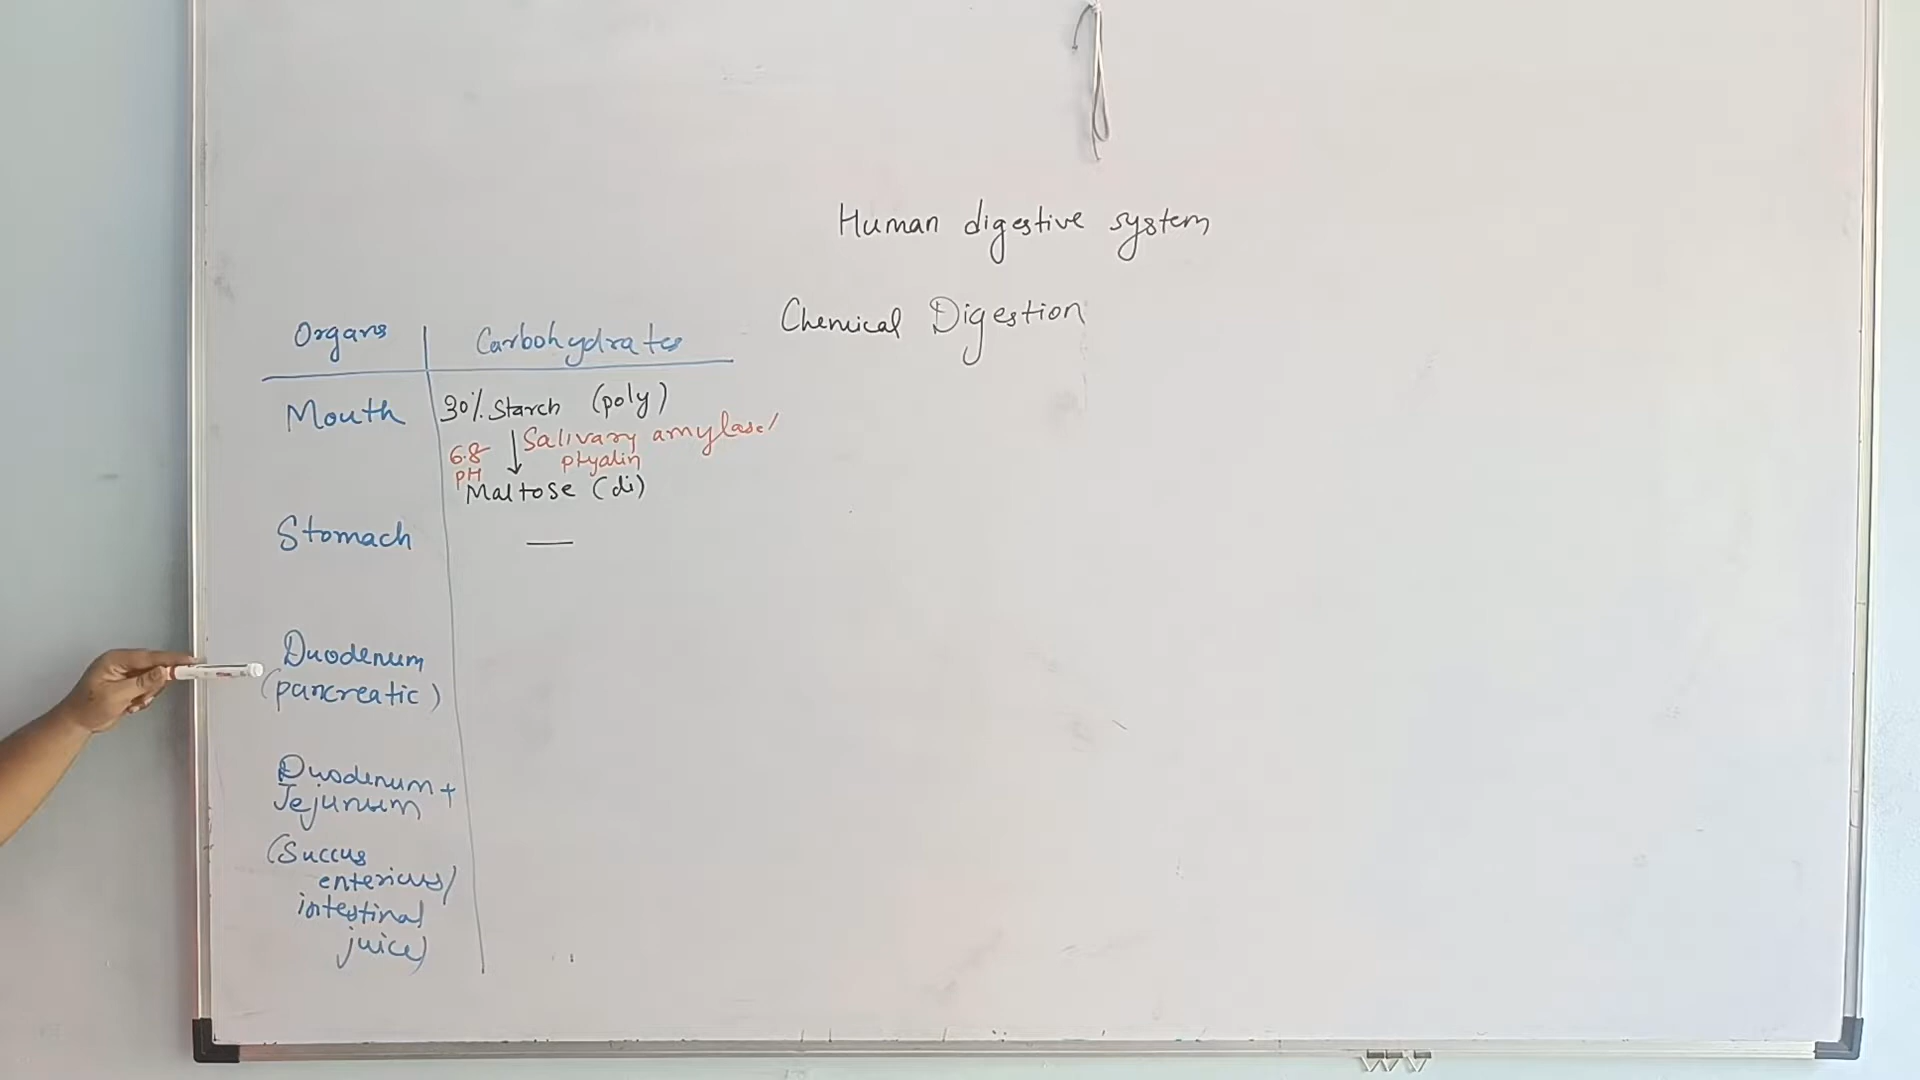 Human digestive system
Chemical Digestion
Organs | Carbohydrates
Mouth
30% Starch (poly)
Salivary amylase/
6.8 ptyalin
pH
Maltose (di)
Stomach —
Duodenum
(pancreatic)
Duodenum +
Jejunum
(Succus
entericus/
intestinal
juice)